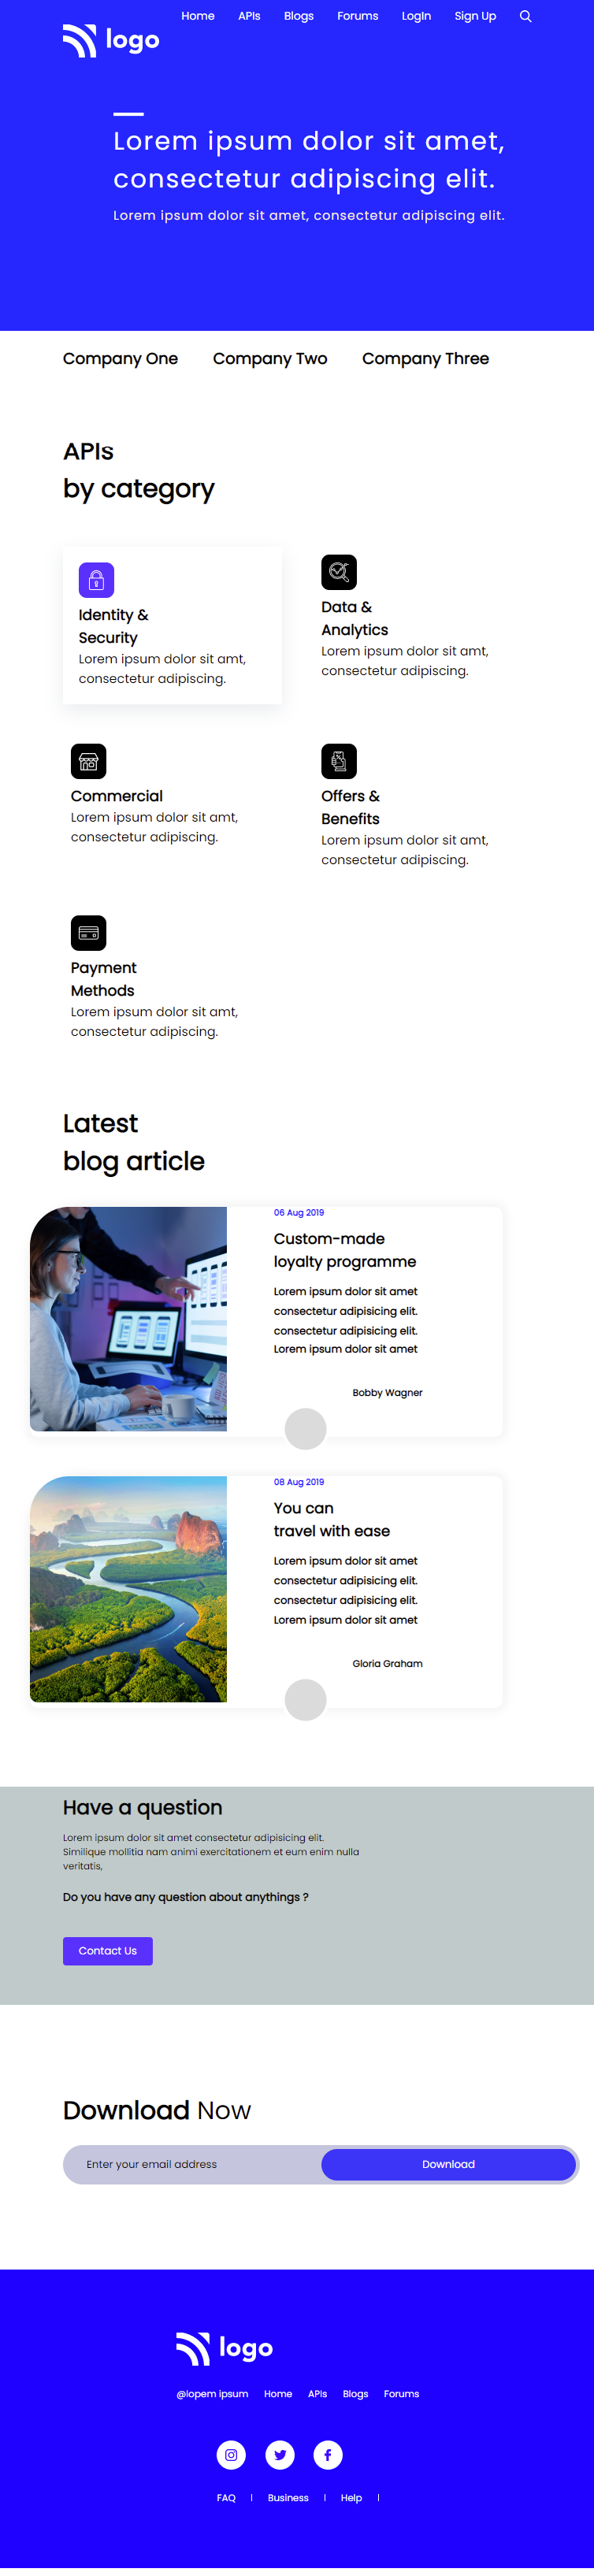 logo
Home APIs Blogs Forums LogIn Sign Up
Lorem ipsum dolor sit amet,
consectetur adipiscing elit.
Lorem ipsum dolor sit amet, consectetur adipiscing elit.
Company One Company Two Company Three
APIs
by category
Identity &
Security
Lorem ipsum dolor sit amt,
consectetur adipiscing.
Data &
Analytics
Lorem ipsum dolor sit amt,
consectetur adipiscing.
Commercial
Lorem ipsum dolor sit amt,
consectetur adipiscing.
Offers &
Benefits
Lorem ipsum dolor sit amt,
consectetur adipiscing.
Payment
Methods
Lorem ipsum dolor sit amt,
consectetur adipiscing.
Latest
blog article
06 Aug 2019
Custom-made
loyalty programme
Lorem ipsum dolor sit amet
consectetur adipisicing elit.
consectetur adipisicing elit.
Lorem ipsum dolor sit amet
Bobby Wagner
08 Aug 2019
You can
travel with ease
Lorem ipsum dolor sit amet
consectetur adipisicing elit.
consectetur adipisicing elit.
Lorem ipsum dolor sit amet
Gloria Graham
Have a question
Lorem ipsum dolor sit amet consectetur adipisicing elit.
Similique mollitia nam animi exercitationem et eum enim nulla
veritatis,
Do you have any question about anythings ?
Contact Us
Download Now
Enter your email address
Download
logo
@lopem ipsum Home APIs Blogs Forums
FAQ | Business | Help |